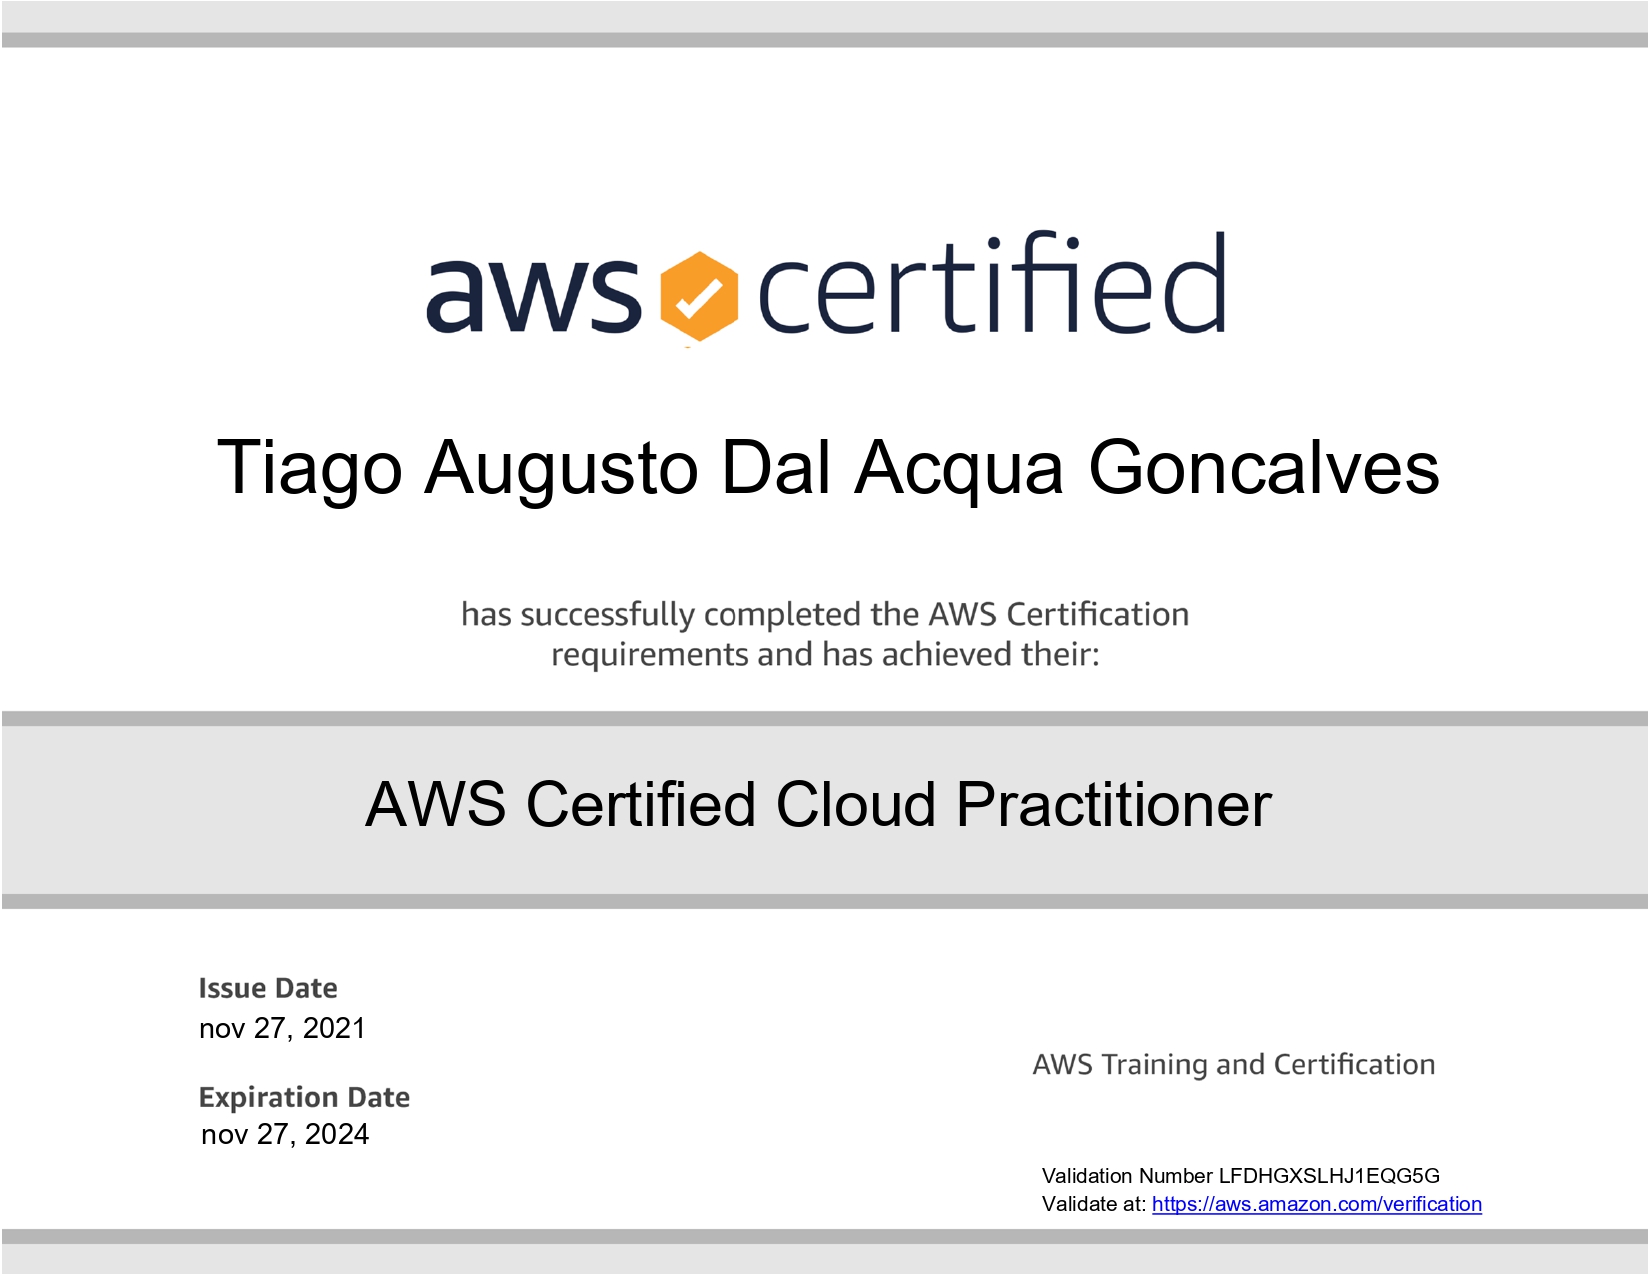 aws certified
Tiago Augusto Dal Acqua Goncalves
has successfully completed the AWS Certification
requirements and has achieved their:
AWS Certified Cloud Practitioner
Issue Date
nov 27, 2021
Expiration Date
nov 27, 2024
AWS Training and Certification
Validation Number LFDHGXSLHJ1EQG5G
Validate at: https://aws.amazon.com/verification